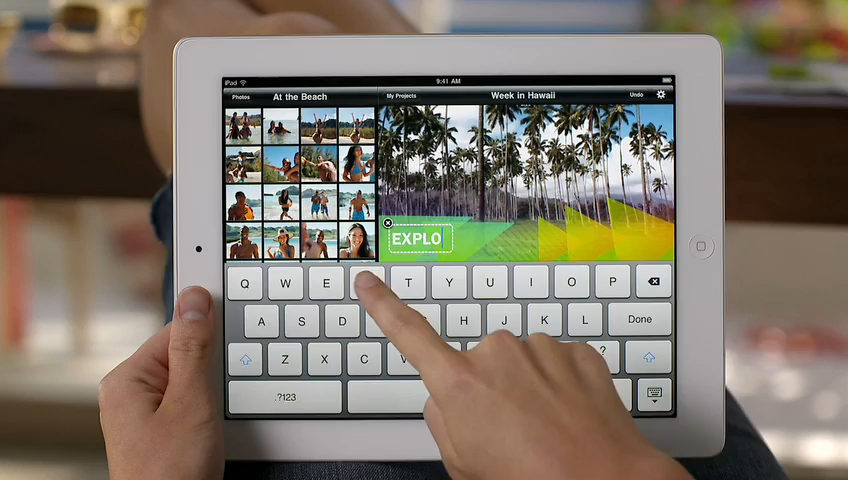 iPad 9:41 AM
Photos At the Beach My Projects Week in Hawaii Undo
EXPLO
Q W E T Y U I O P
A S D H J K L Done
Z X C V ?
.?123